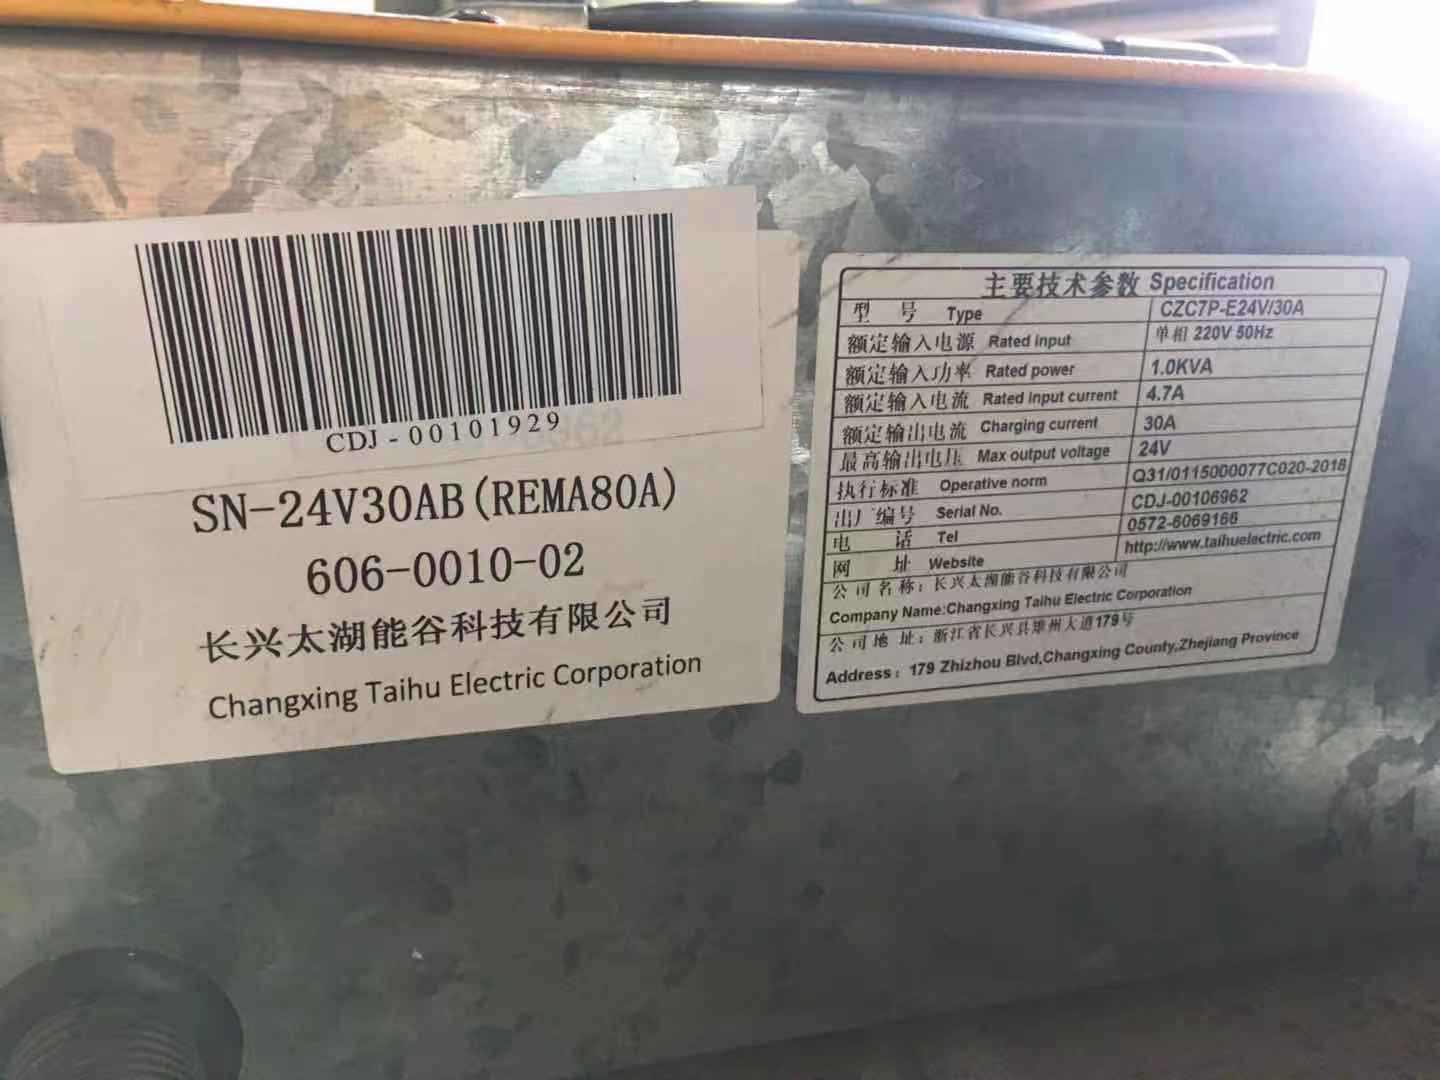 CDJ-00101929
962
SN-24V30AB(REMA80A)
606-0010-02
长兴太湖能谷科技有限公司
Changxing Taihu Electric Corporation
主要技术参数 Specification
型 号 Type CZC7P-E24V/30A
额定输入电源 Rated input 单相 220V 50Hz
额定输入功率 Rated power 1.0KVA
额定输入电流 Rated input current 4.7A
额定输出电流 Charging current 30A
最高输出电压 Max output voltage 24V
执行标准 Operative norm Q31/0115000077C020-2018
出厂编号 Serial No. CDJ-00106962
电 话 Tel 0572-6069166
网 址 Website http://www.taihuelectric.com
公司名称：长兴太湖能谷科技有限公司
Company Name:Changxing Taihu Electric Corporation
公司地址：浙江省长兴县雉州大道179号
Address：179 Zhizhou Blvd,Changxing County,Zhejiang Province